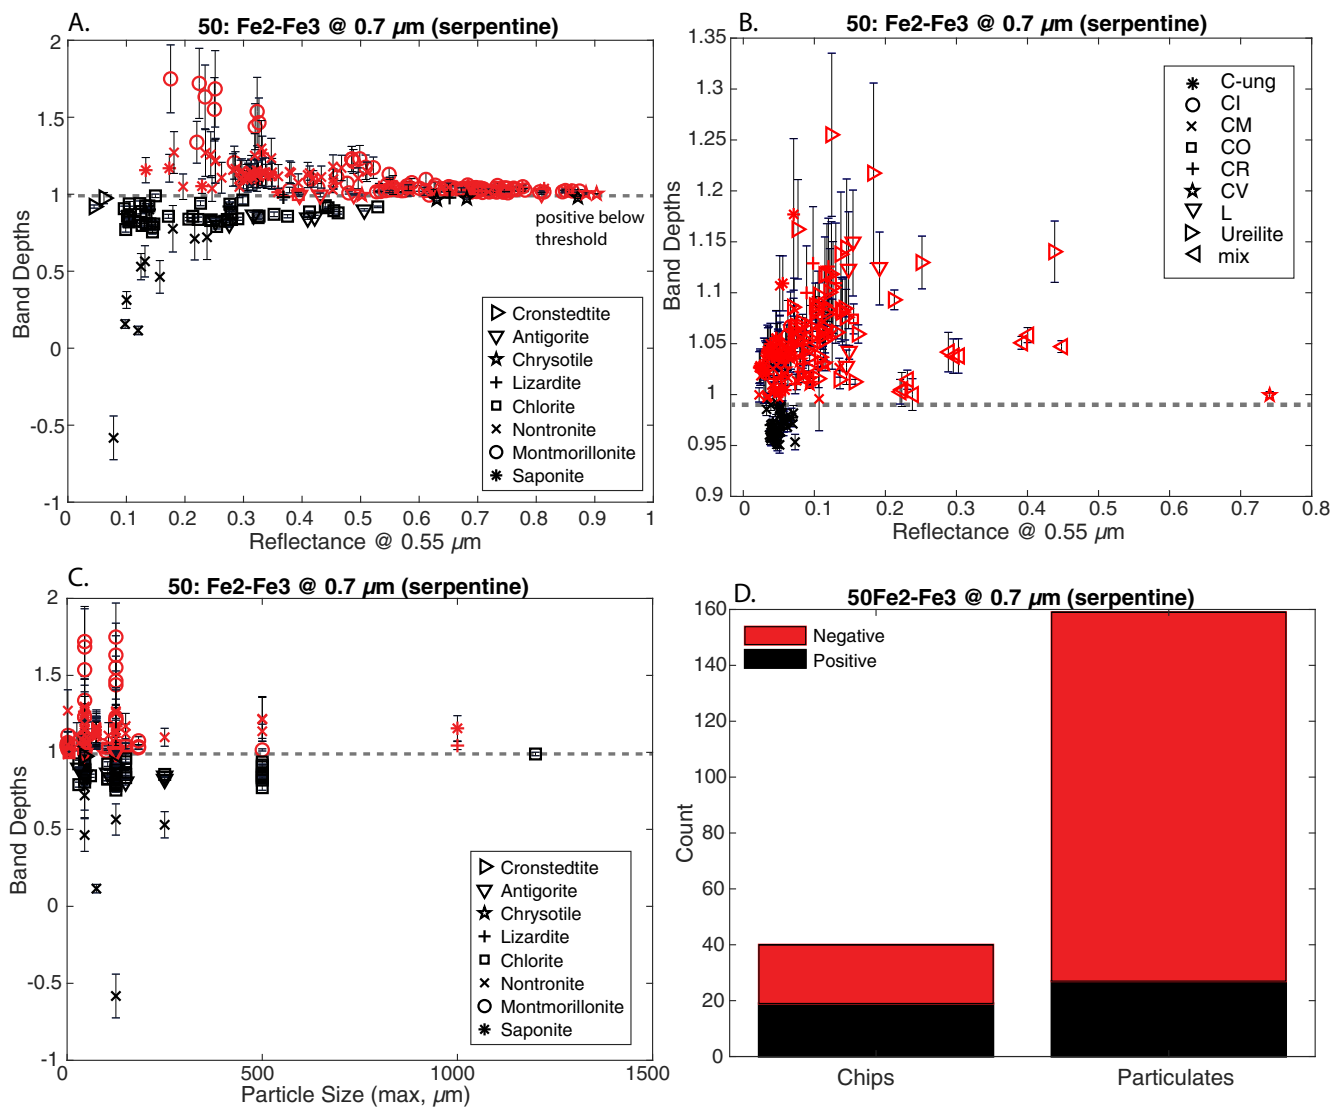 A.
50: Fe2-Fe3 @ 0.7 µm (serpentine)
2
1.5
1
0.5
0
-0.5
-1
Band Depths
positive below
threshold
Cronstedtite
Antigorite
Chrysotile
Lizardite
Chlorite
Nontronite
Montmorillonite
Saponite
0 0.1 0.2 0.3 0.4 0.5 0.6 0.7 0.8 0.9 1
Reflectance @ 0.55 µm
B.
50: Fe2-Fe3 @ 0.7 µm (serpentine)
1.35
1.3
1.25
1.2
1.15
1.1
1.05
1
0.95
0.9
Band Depths
C-ung
CI
CM
CO
CR
CV
L
Ureilite
mix
0 0.1 0.2 0.3 0.4 0.5 0.6 0.7 0.8
Reflectance @ 0.55 µm
C.
50: Fe2-Fe3 @ 0.7 µm (serpentine)
2
1.5
1
0.5
0
-0.5
-1
Band Depths
Cronstedtite
Antigorite
Chrysotile
Lizardite
Chlorite
Nontronite
Montmorillonite
Saponite
0 500 1000 1500
Particle Size (max, µm)
D.
50Fe2-Fe3 @ 0.7 µm (serpentine)
160
140
120
100
80
60
40
20
0
Count
Negative
Positive
Chips Particulates